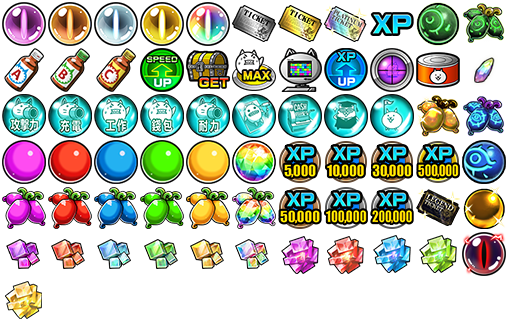 TICKET
TICKET
PLATINUM TICKET
XP
A
B
C
SPEED UP
GET
MAX
XP UP
攻撃力
充電
工作
錢包
耐力
CASH
XP 5,000
XP 10,000
XP 30,000
XP 500,000
XP 50,000
XP 100,000
XP 200,000
LEGEND TICKET